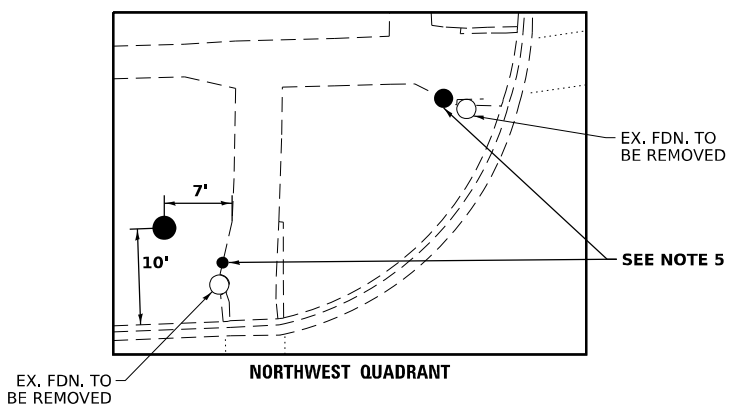 EX. FDN. TO
BE REMOVED
7'
10'
SEE NOTE 5
NORTHWEST QUADRANT
EX. FDN. TO
BE REMOVED